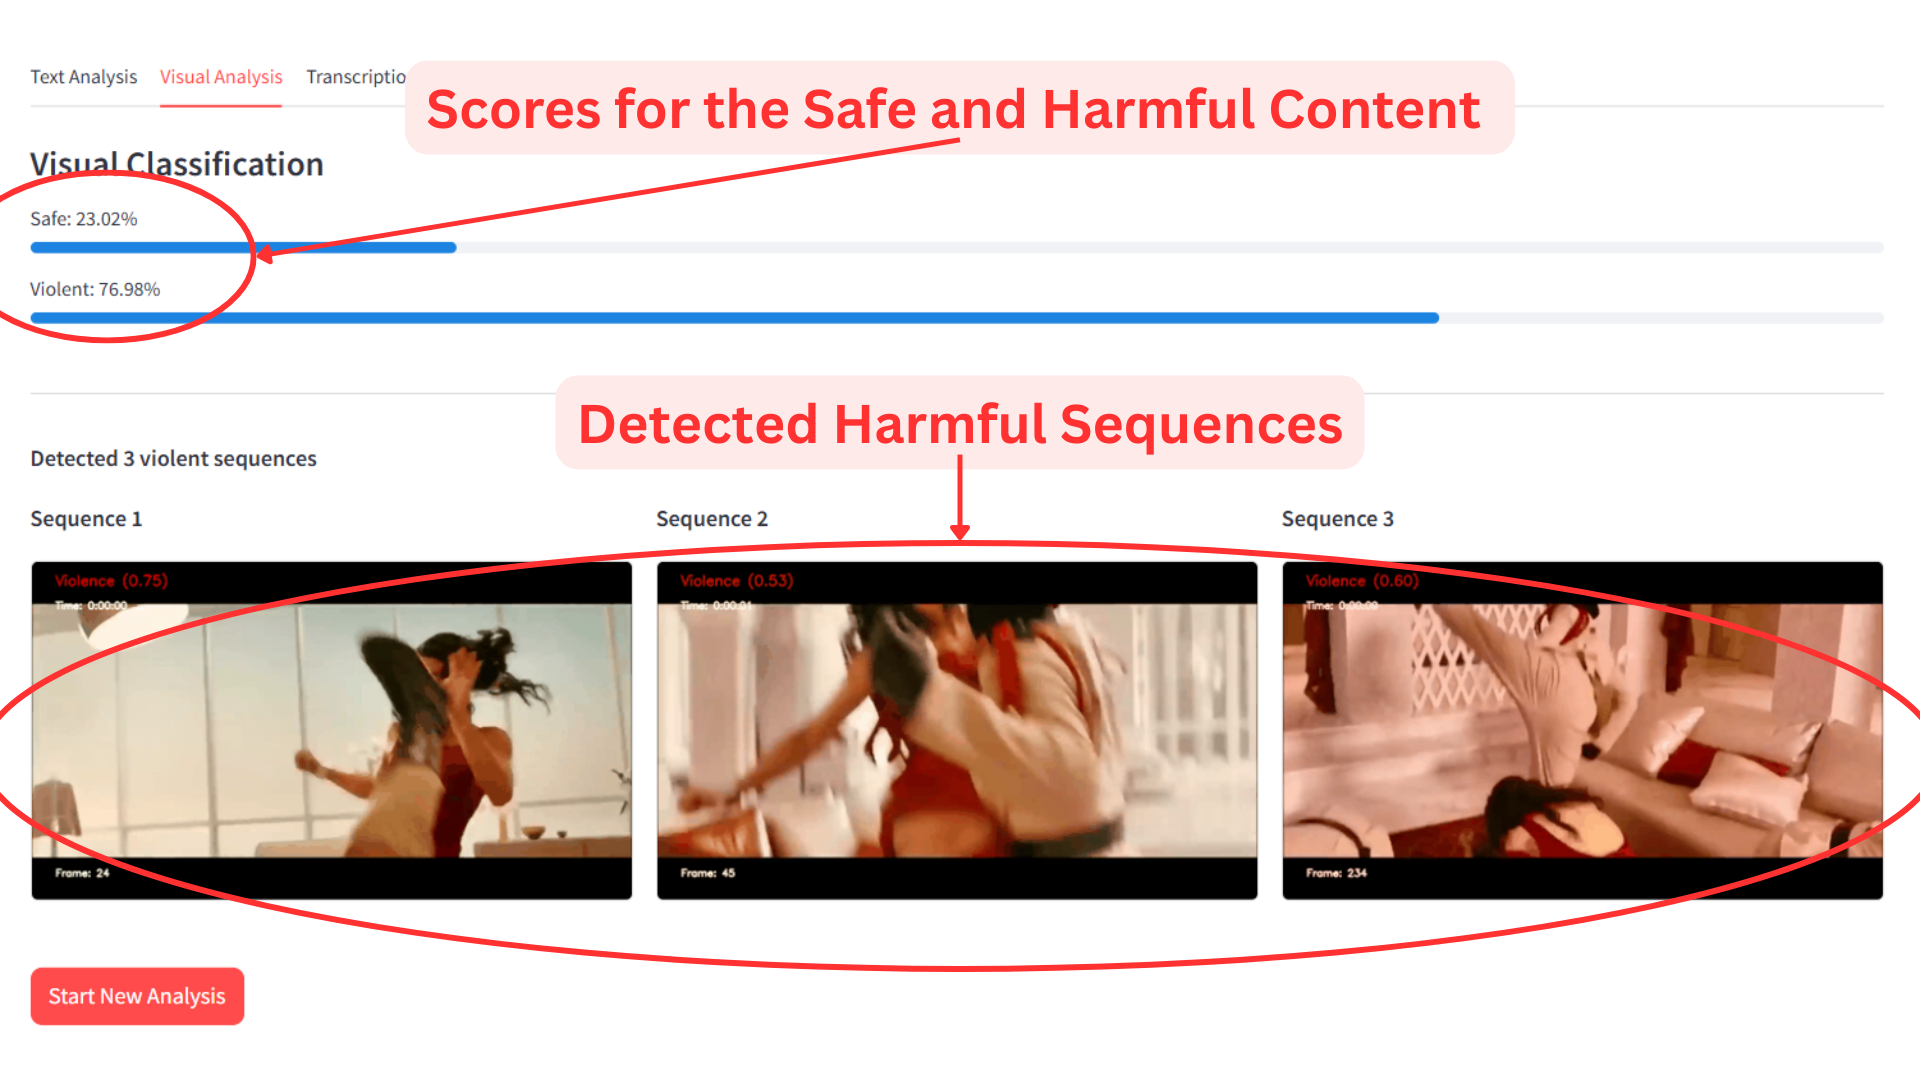 Text Analysis Visual Analysis Transcriptio
Scores for the Safe and Harmful Content
Visual Classification
Safe: 23.02%
Violent: 76.98%
Detected Harmful Sequences
Detected 3 violent sequences
Sequence 1
Sequence 2
Sequence 3
Violence (0.75)
Time: 0:00:00
Frame: 24
Violence (0.53)
Time: 0:00:01
Frame: 45
Violence (0.60)
Time: 0:00:09
Frame: 234
Start New Analysis